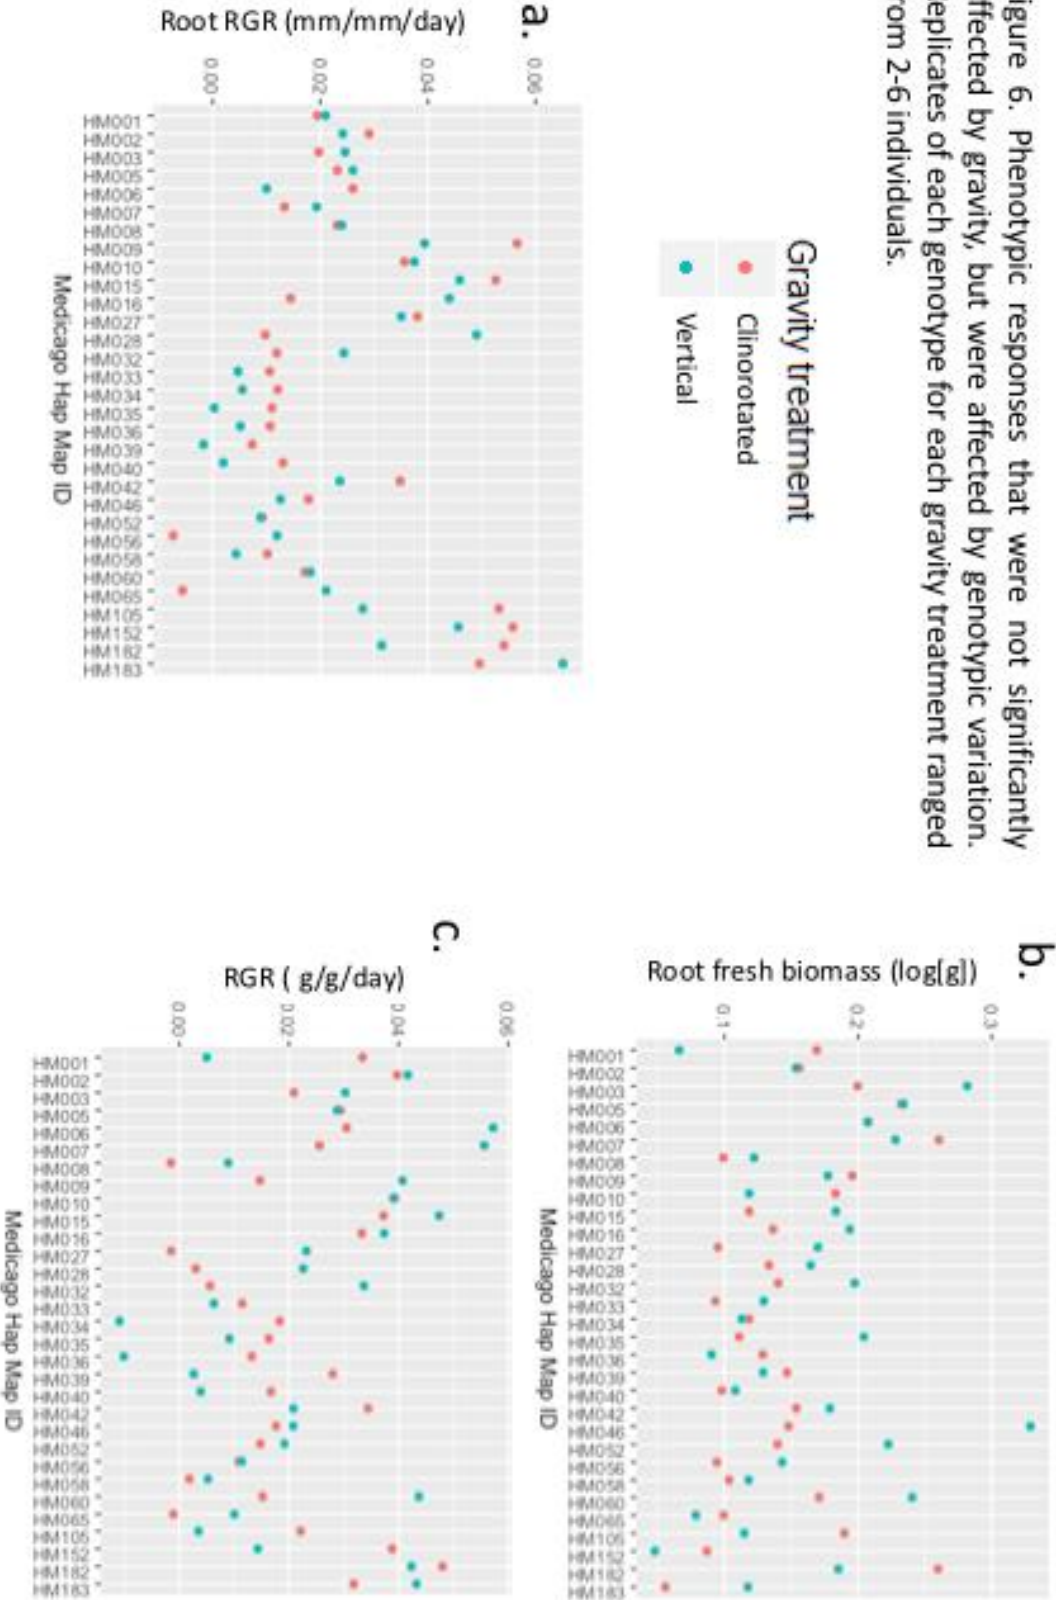 igure 6. Phenotypic responses that were not significantly
ffected by gravity, but were affected by genotypic variation.
eplicates of each genotype for each gravity treatment ranged
rom 2-6 individuals.
Gravity treatment
Clinorotated
Vertical
a.
Root RGR (mm/mm/day)
0.06
0.04
0.02
0.00
HM001
HM002
HM003
HM005
HM006
HM007
HM008
HM009
HM010
HM015
HM016
HM027
HM028
HM032
HM033
HM034
HM035
HM036
HM039
HM040
HM042
HM046
HM052
HM056
HM058
HM060
HM065
HM105
HM152
HM182
HM183
Medicago Hap Map ID
b.
Root fresh biomass (log[g])
0.3
0.2
0.1
HM001
HM002
HM003
HM005
HM006
HM007
HM008
HM009
HM010
HM015
HM016
HM027
HM028
HM032
HM033
HM034
HM035
HM036
HM039
HM040
HM042
HM046
HM052
HM056
HM058
HM060
HM065
HM105
HM152
HM182
HM183
Medicago Hap Map ID
c.
RGR ( g/g/day)
0.06
0.04
0.02
0.00
HM001
HM002
HM003
HM005
HM006
HM007
HM008
HM009
HM010
HM015
HM016
HM027
HM028
HM032
HM033
HM034
HM035
HM036
HM039
HM040
HM042
HM046
HM052
HM056
HM058
HM060
HM065
HM105
HM152
HM182
HM183
Medicago Hap Map ID